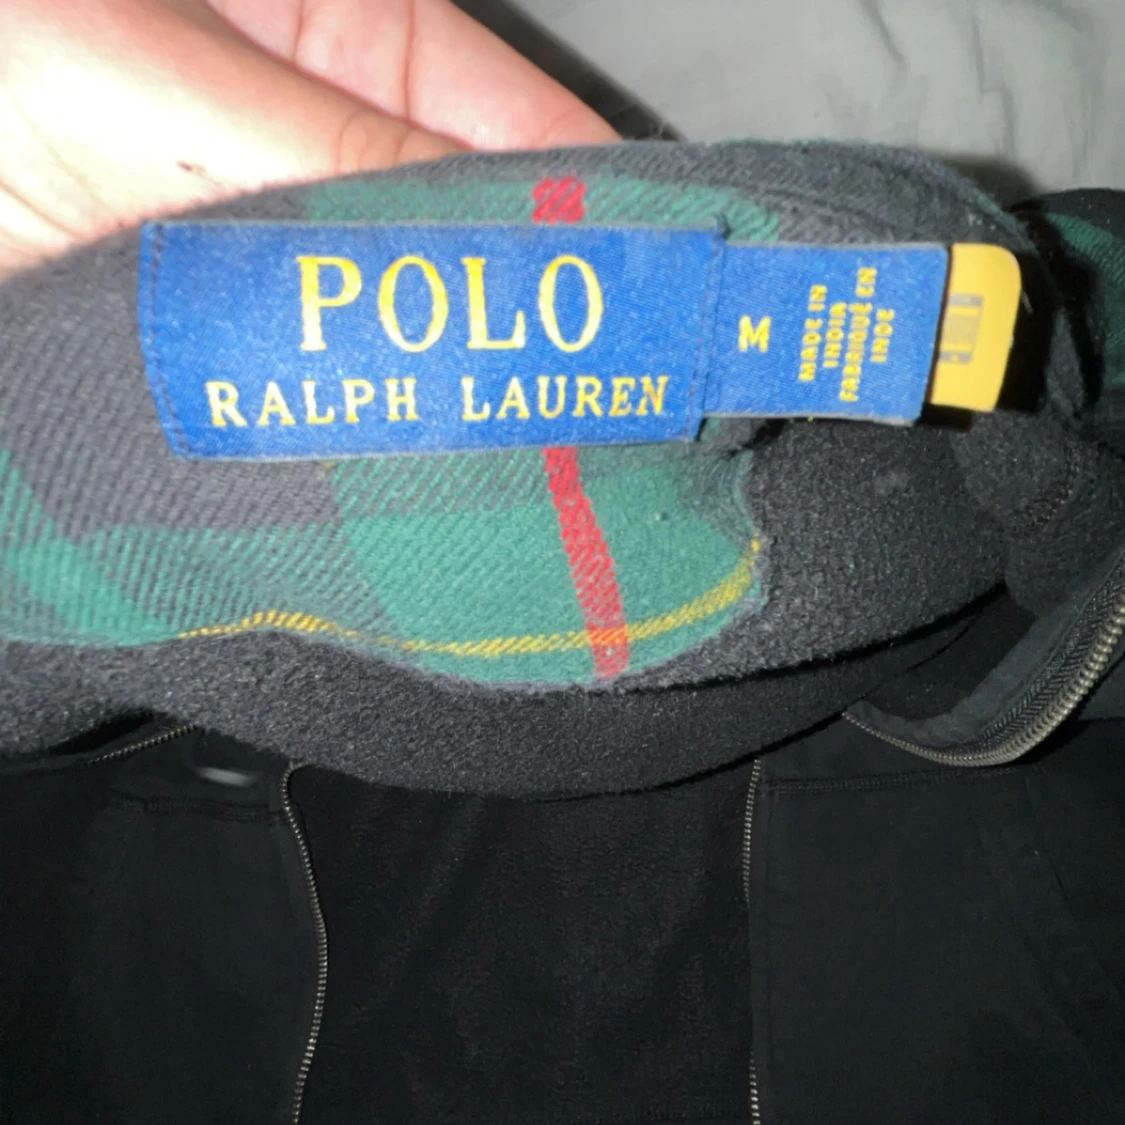 POLO
RALPH LAUREN
M
MADE IN
INDIA
FABRIQUÉ EN
INDE